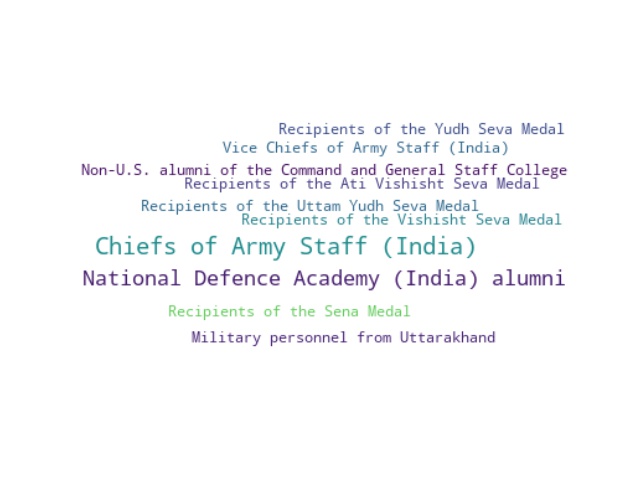 Recipients of the Yudh Seva Medal
Vice Chiefs of Army Staff (India)
Non-U.S. alumni of the Command and General Staff College
Recipients of the Ati Vishisht Seva Medal
Recipients of the Uttam Yudh Seva Medal
Recipients of the Vishisht Seva Medal
Chiefs of Army Staff (India)
National Defence Academy (India) alumni
Recipients of the Sena Medal
Military personnel from Uttarakhand